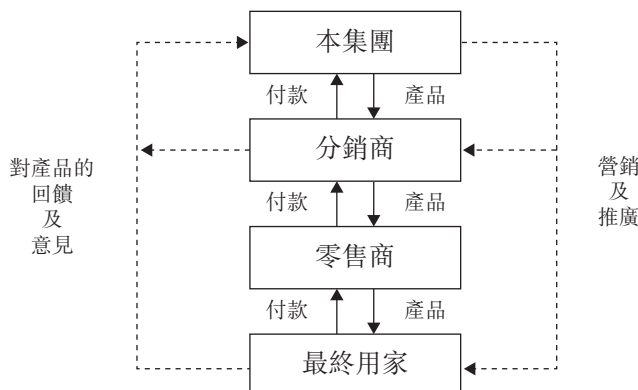 本集團
付款
產品
分銷商
對產品的
回饋
及
意見
營銷
及
推廣
付款
產品
零售商
付款
產品
最終用家